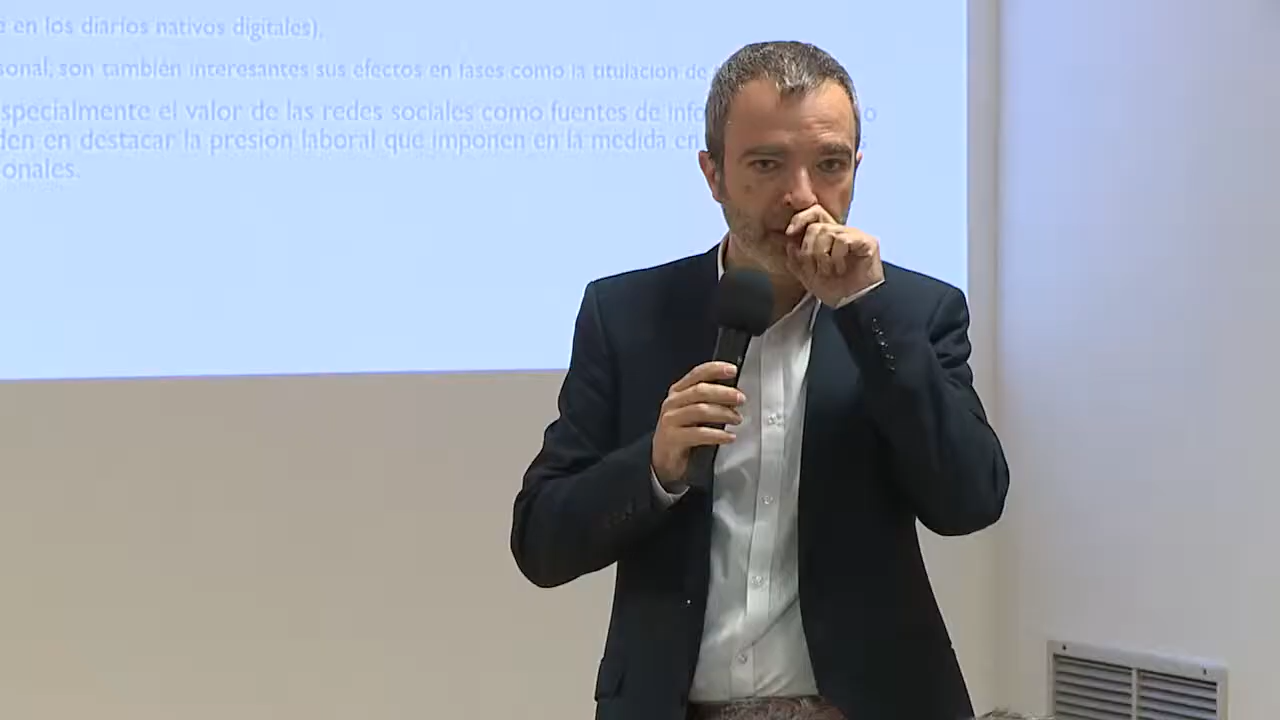 e en los diarios nativos digitales),
sonal, son también interesantes sus efectos en fases como la titulación de
specialmente el valor de las redes sociales como fuentes de info o
den en destacar la presión laboral que imponen en la medida en
onales.